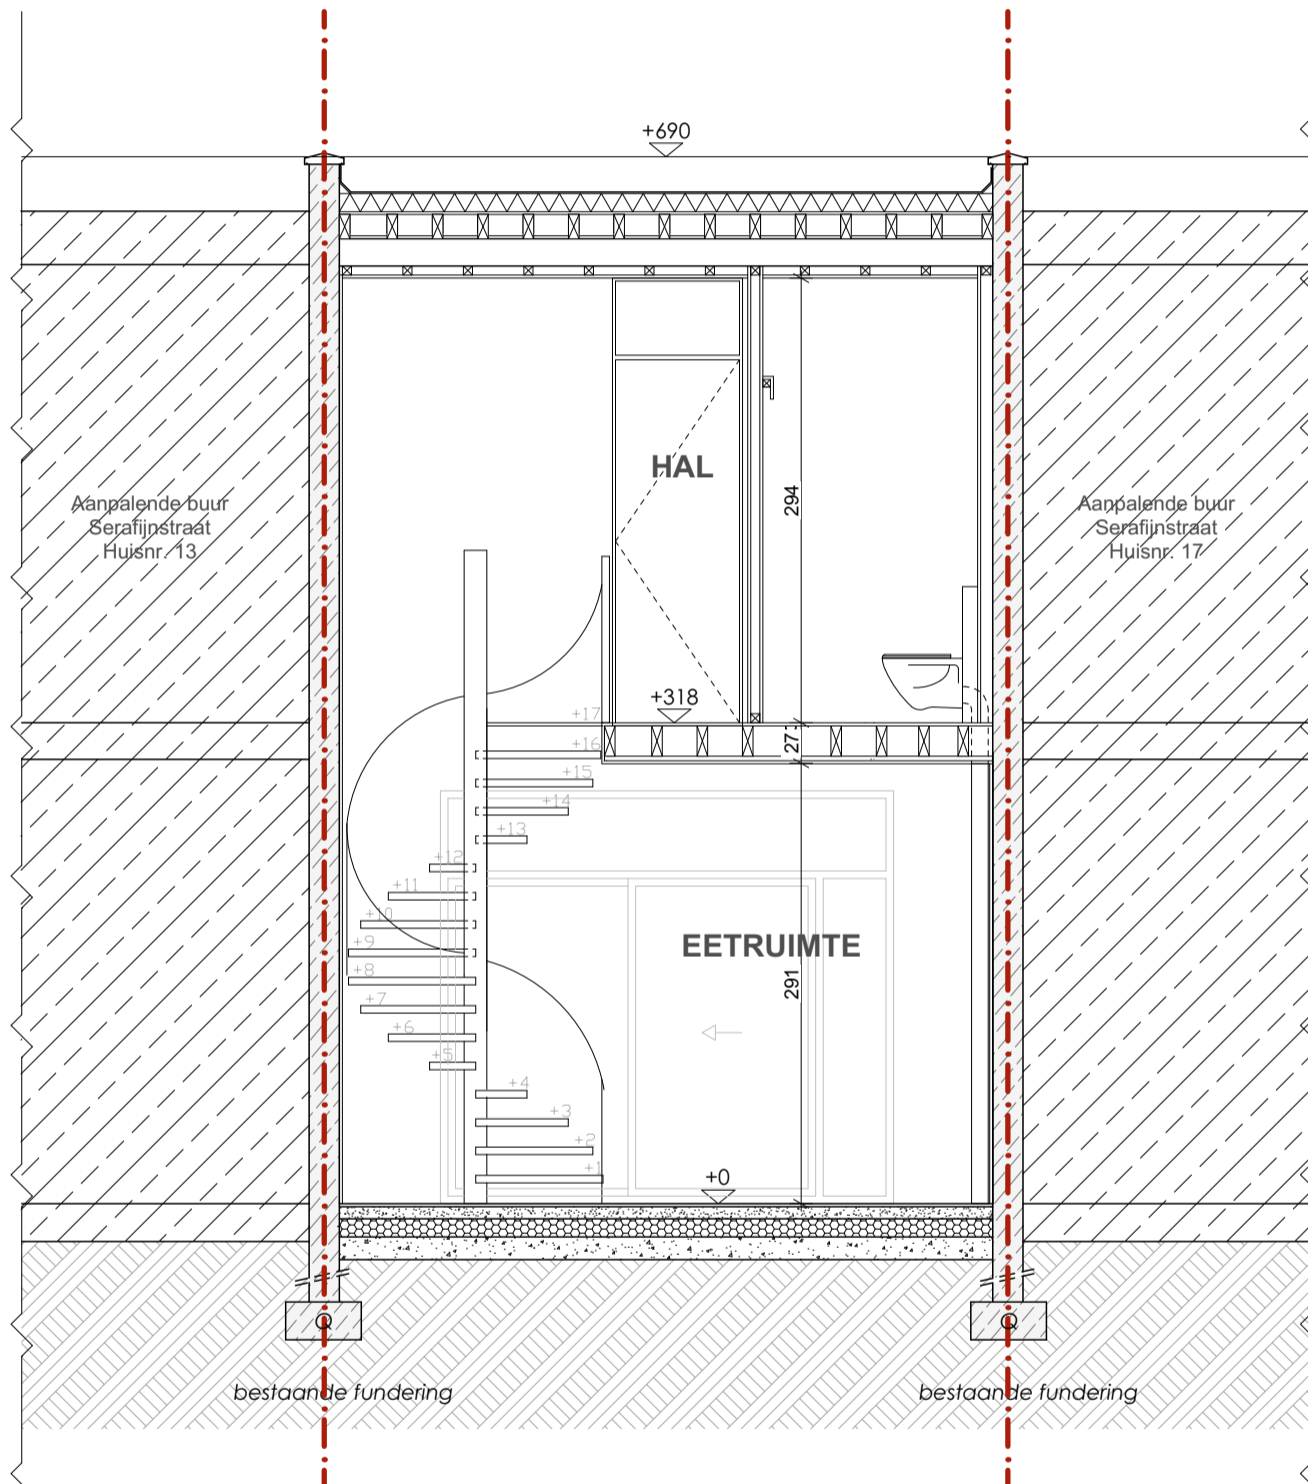 +690
HAL
294
Aanpalende buur
Serafijnstraat
Huisnr. 13
Aanpalende buur
Serafijnstraat
Huisnr. 17
+318
+17
27
+16
+15
+14
+13
+12
+11
+10
EETRUIMTE
+9
291
+8
+7
+6
+5
+4
+3
+2
+1
+0
Q
Q
bestaande fundering
bestaande fundering